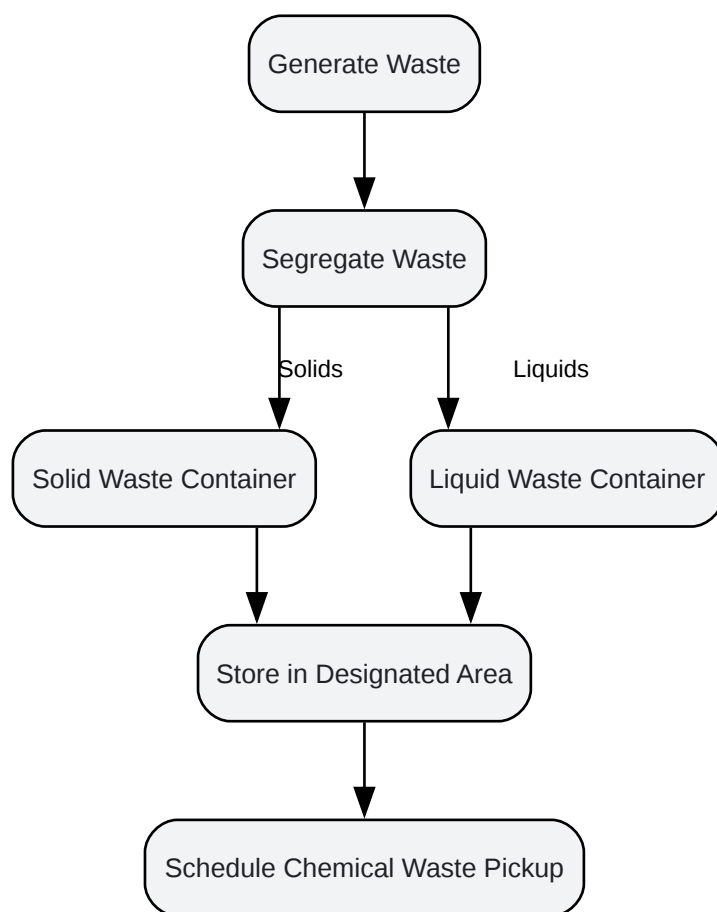 Generate Waste
Segregate Waste
Solids
Liquids
Solid Waste Container
Liquid Waste Container
Store in Designated Area
Schedule Chemical Waste Pickup